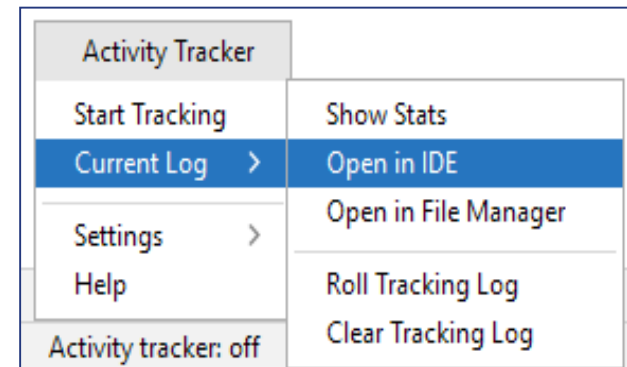 Activity Tracker
Start Tracking
Current Log >
Settings >
Help
Activity tracker: off
Show Stats
Open in IDE
Open in File Manager
Roll Tracking Log
Clear Tracking Log